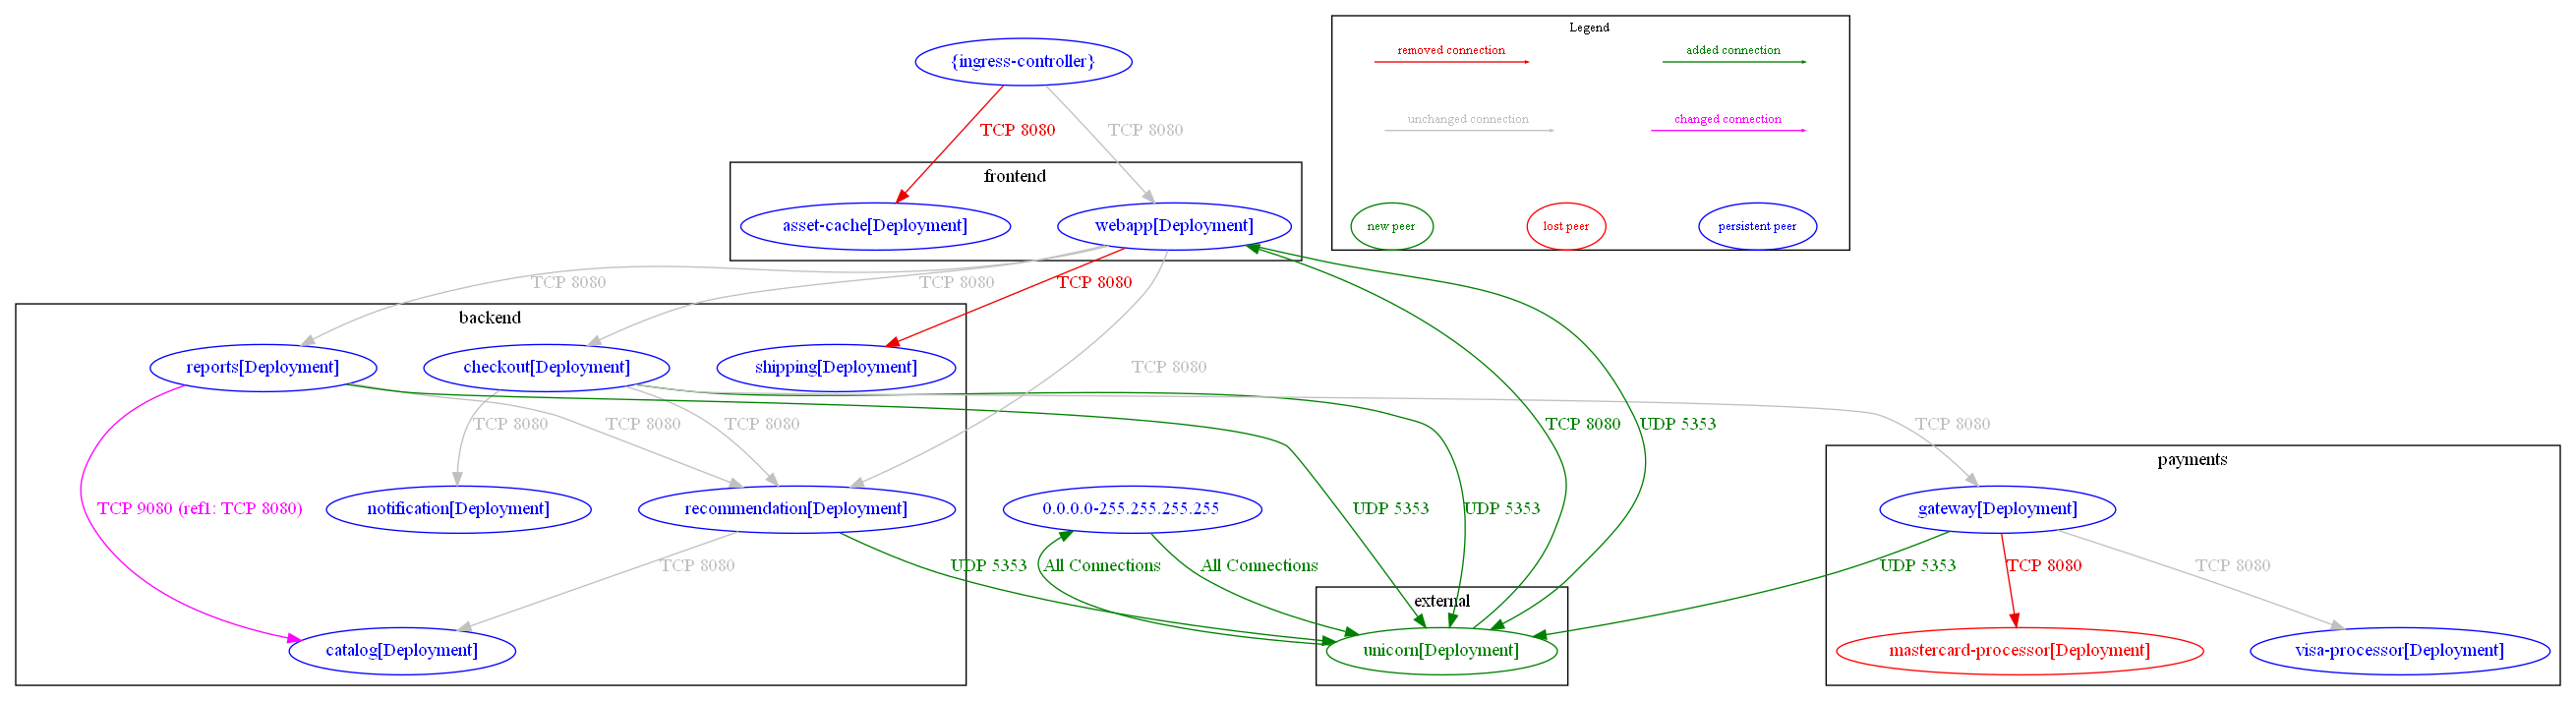 Legend
removed connection
added connection
{ingress-controller}
unchanged connection
changed connection
TCP 8080
TCP 8080
frontend
asset-cache[Deployment]
webapp[Deployment]
new peer
lost peer
persistent peer
TCP 8080
TCP 8080
TCP 8080
backend
reports[Deployment]
checkout[Deployment]
shipping[Deployment]
TCP 8080
TCP 8080
TCP 8080
TCP 8080
TCP 8080
UDP 5353
TCP 8080
payments
TCP 9080 (ref1: TCP 8080)
notification[Deployment]
recommendation[Deployment]
0.0.0.0-255.255.255.255
UDP 5353
UDP 5353
gateway[Deployment]
TCP 8080
UDP 5353
All Connections
All Connections
UDP 5353
TCP 8080
TCP 8080
external
catalog[Deployment]
unicorn[Deployment]
mastercard-processor[Deployment]
visa-processor[Deployment]